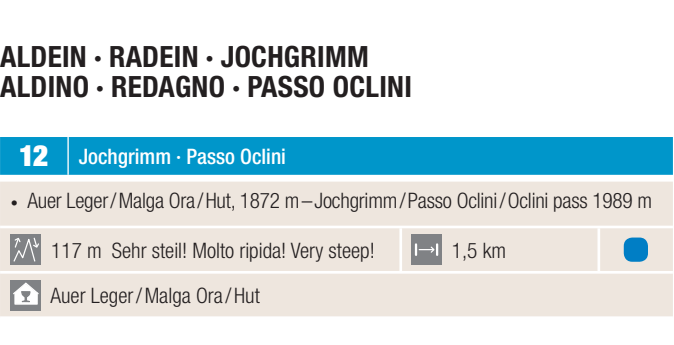 ALDEIN · RADEIN · JOCHGRIMM
ALDINO · REDAGNO · PASSO OCLINI
12 Jochgrimm · Passo Oclini
• Auer Leger/Malga Ora/Hut, 1872 m–Jochgrimm/Passo Oclini/Oclini pass 1989 m
117 m Sehr steil! Molto ripida! Very steep! 1,5 km
Auer Leger/Malga Ora/Hut